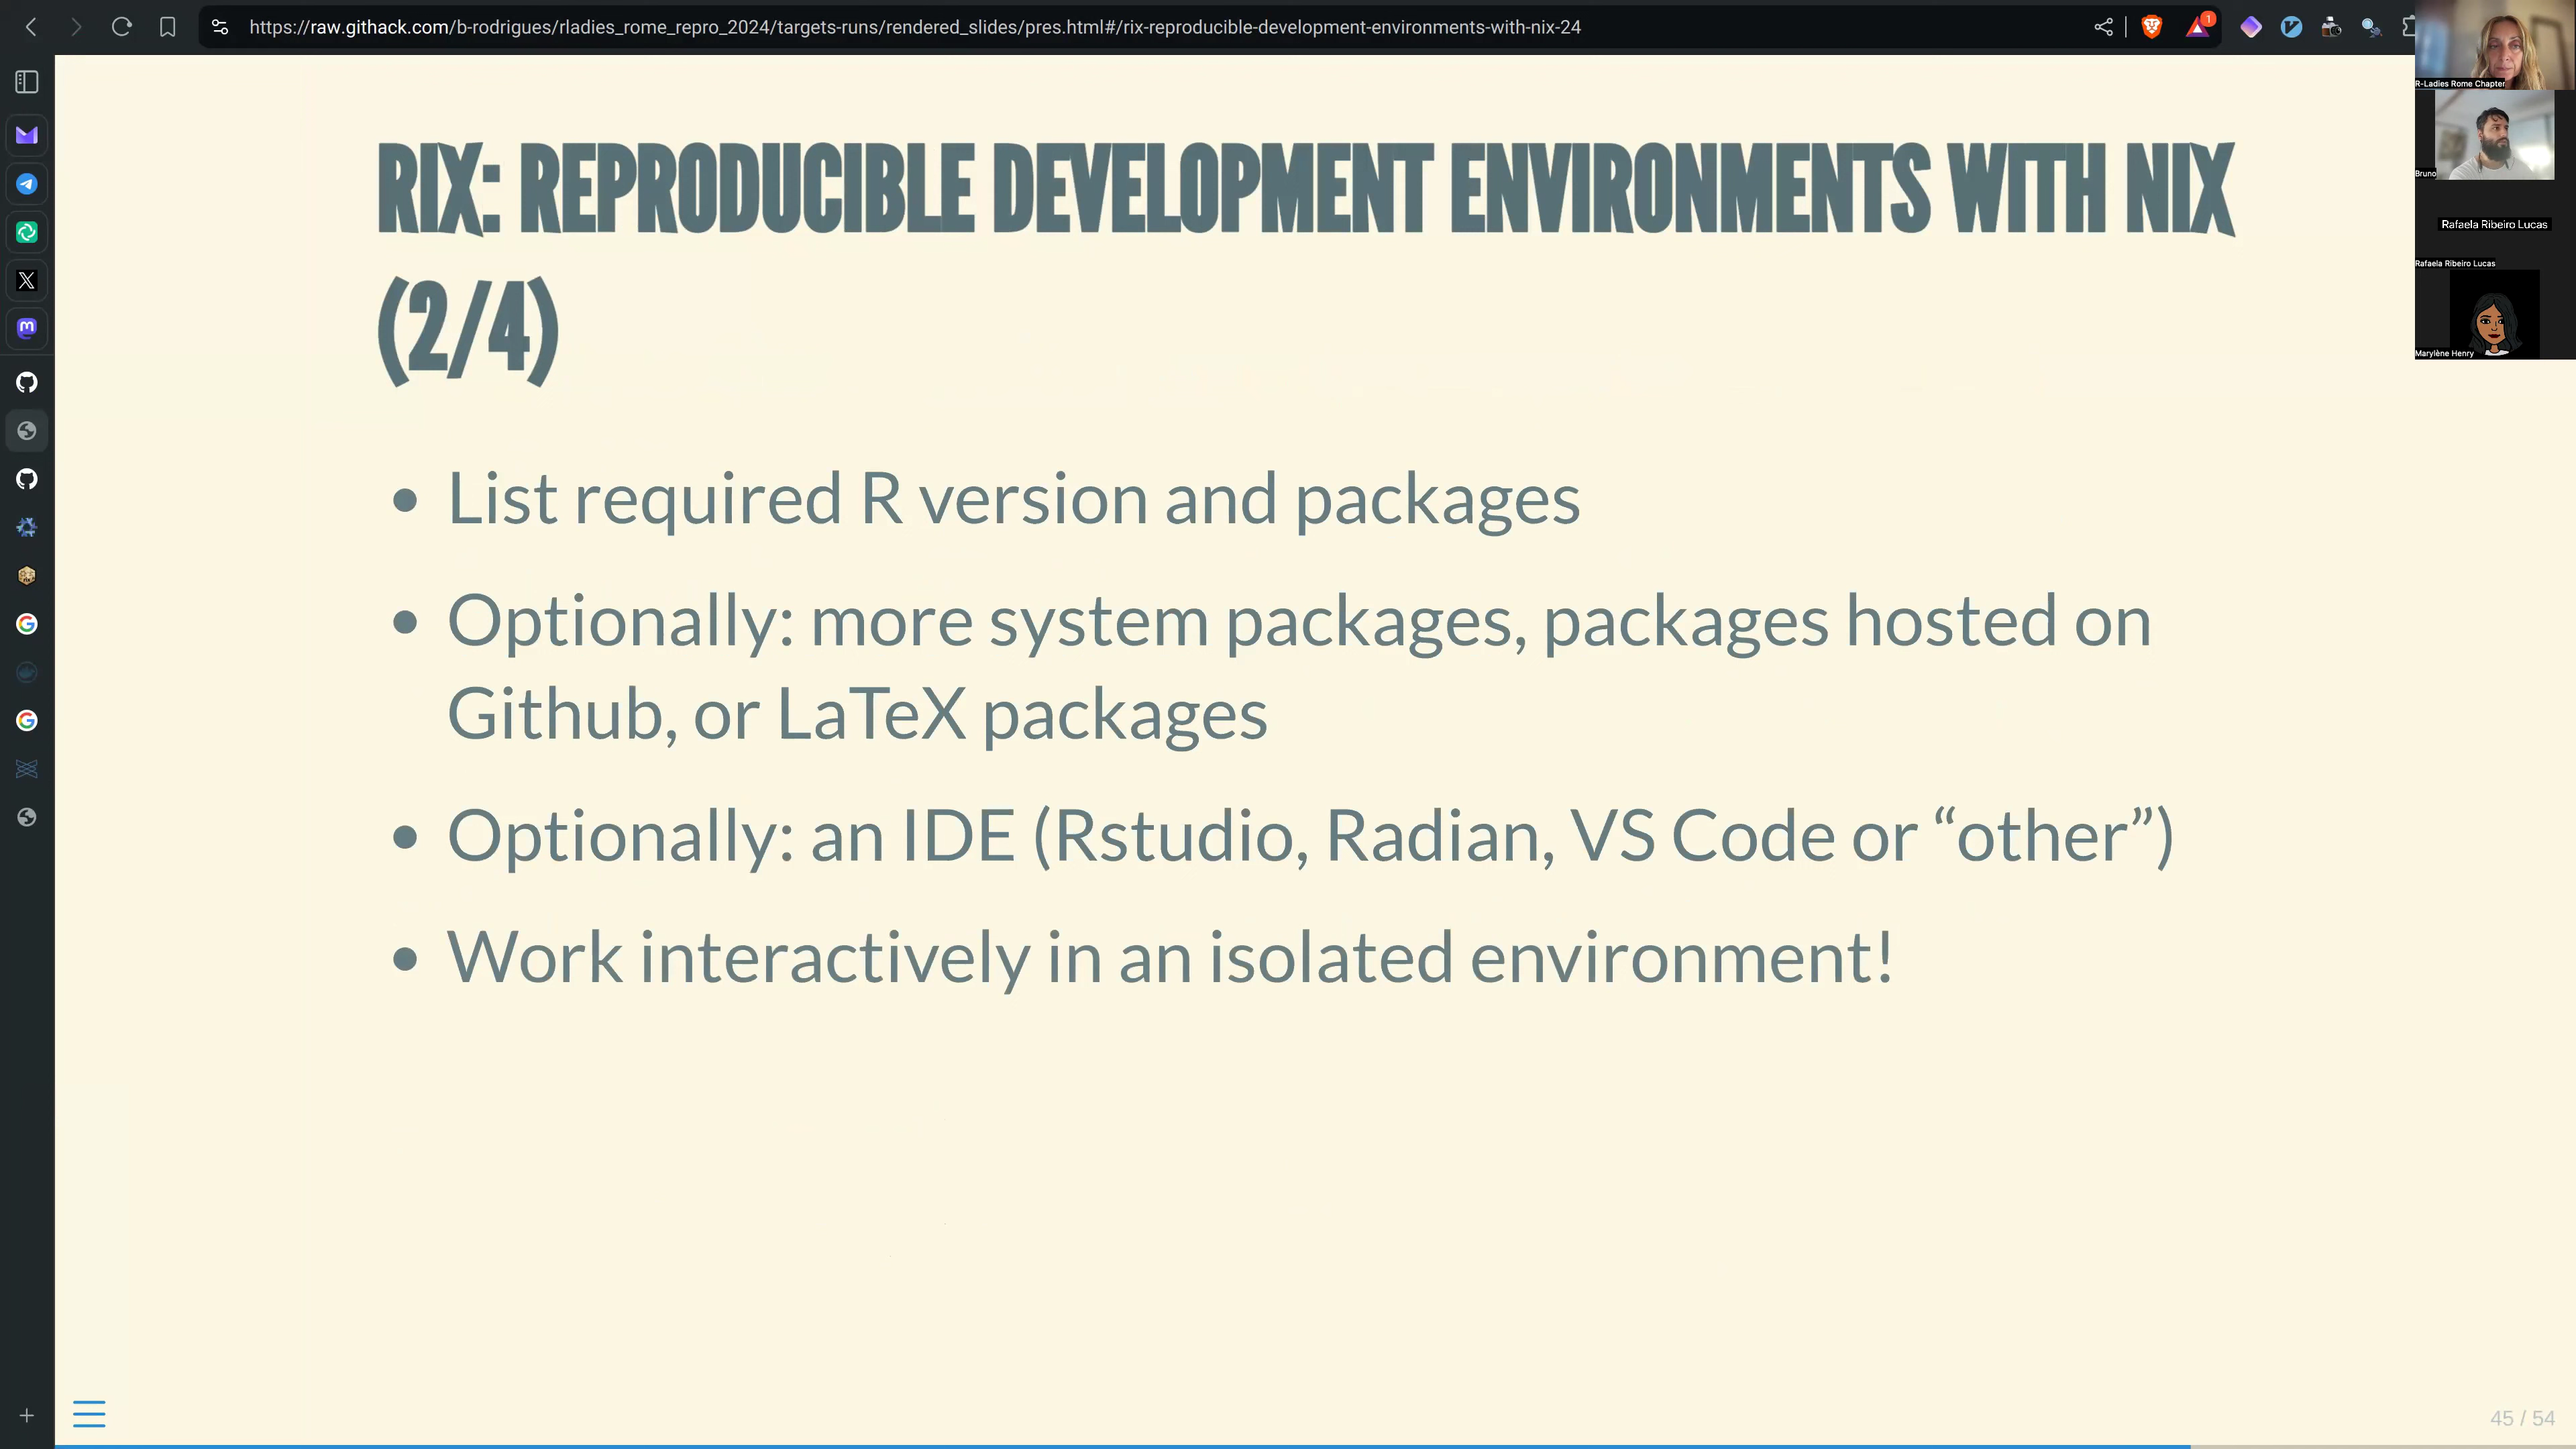 https://raw.githack.com/b-rodrigues/rladies_rome_repro_2024/targets-runs/rendered_slides/pres.html#/rix-reproducible-development-environments-with-nix-24
1
R-Ladies Rome Chapter
Bruno
Rafaela Ribeiro Lucas
Rafaela Ribeiro Lucas
Marylène Henry
RIX: REPRODUCIBLE DEVELOPMENT ENVIRONMENTS WITH NIX
(2/4)
• List required R version and packages
• Optionally: more system packages, packages hosted on
Github, or LaTeX packages
• Optionally: an IDE (Rstudio, Radian, VS Code or “other”)
• Work interactively in an isolated environment!
45 / 54